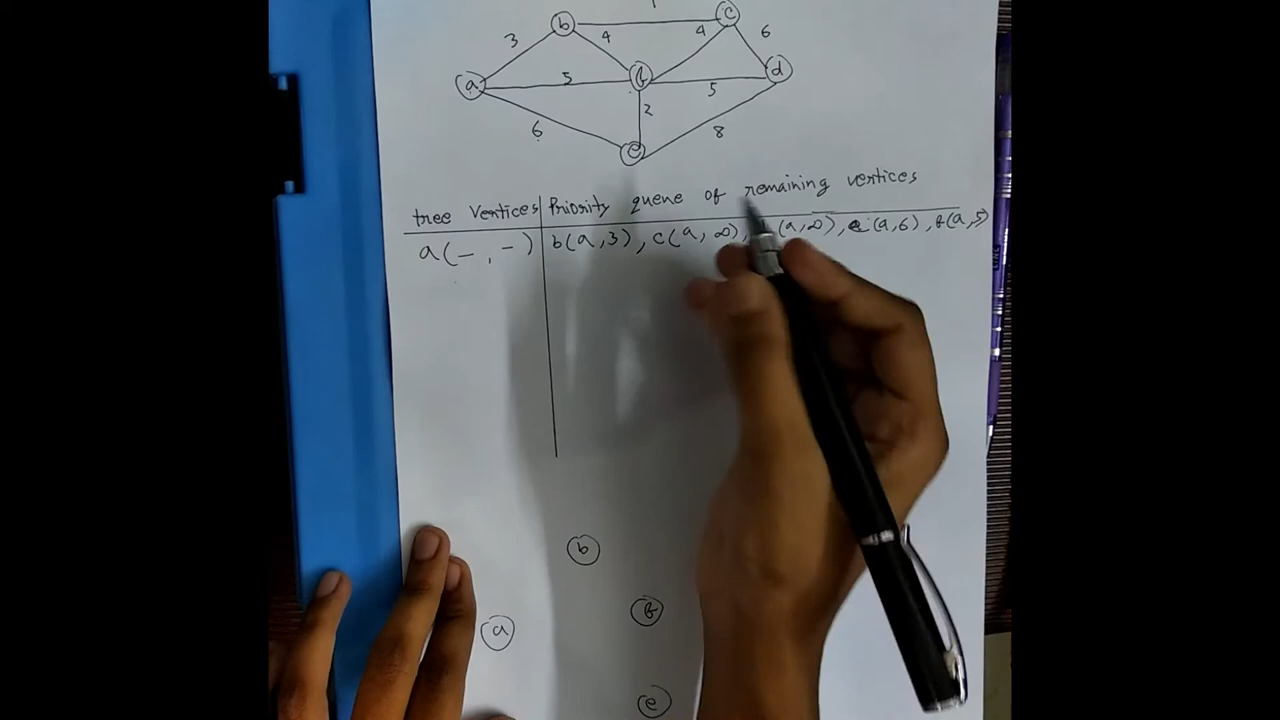 1
b
c
3
4
4
6
a
5
f
5
d
2
6
e
8
tree Vertices Priority queue of remaining vertices
a(-, -) b(a,3), c(a,∞), (a,∞), e(a,6), f(a,5)
b
f
a
e